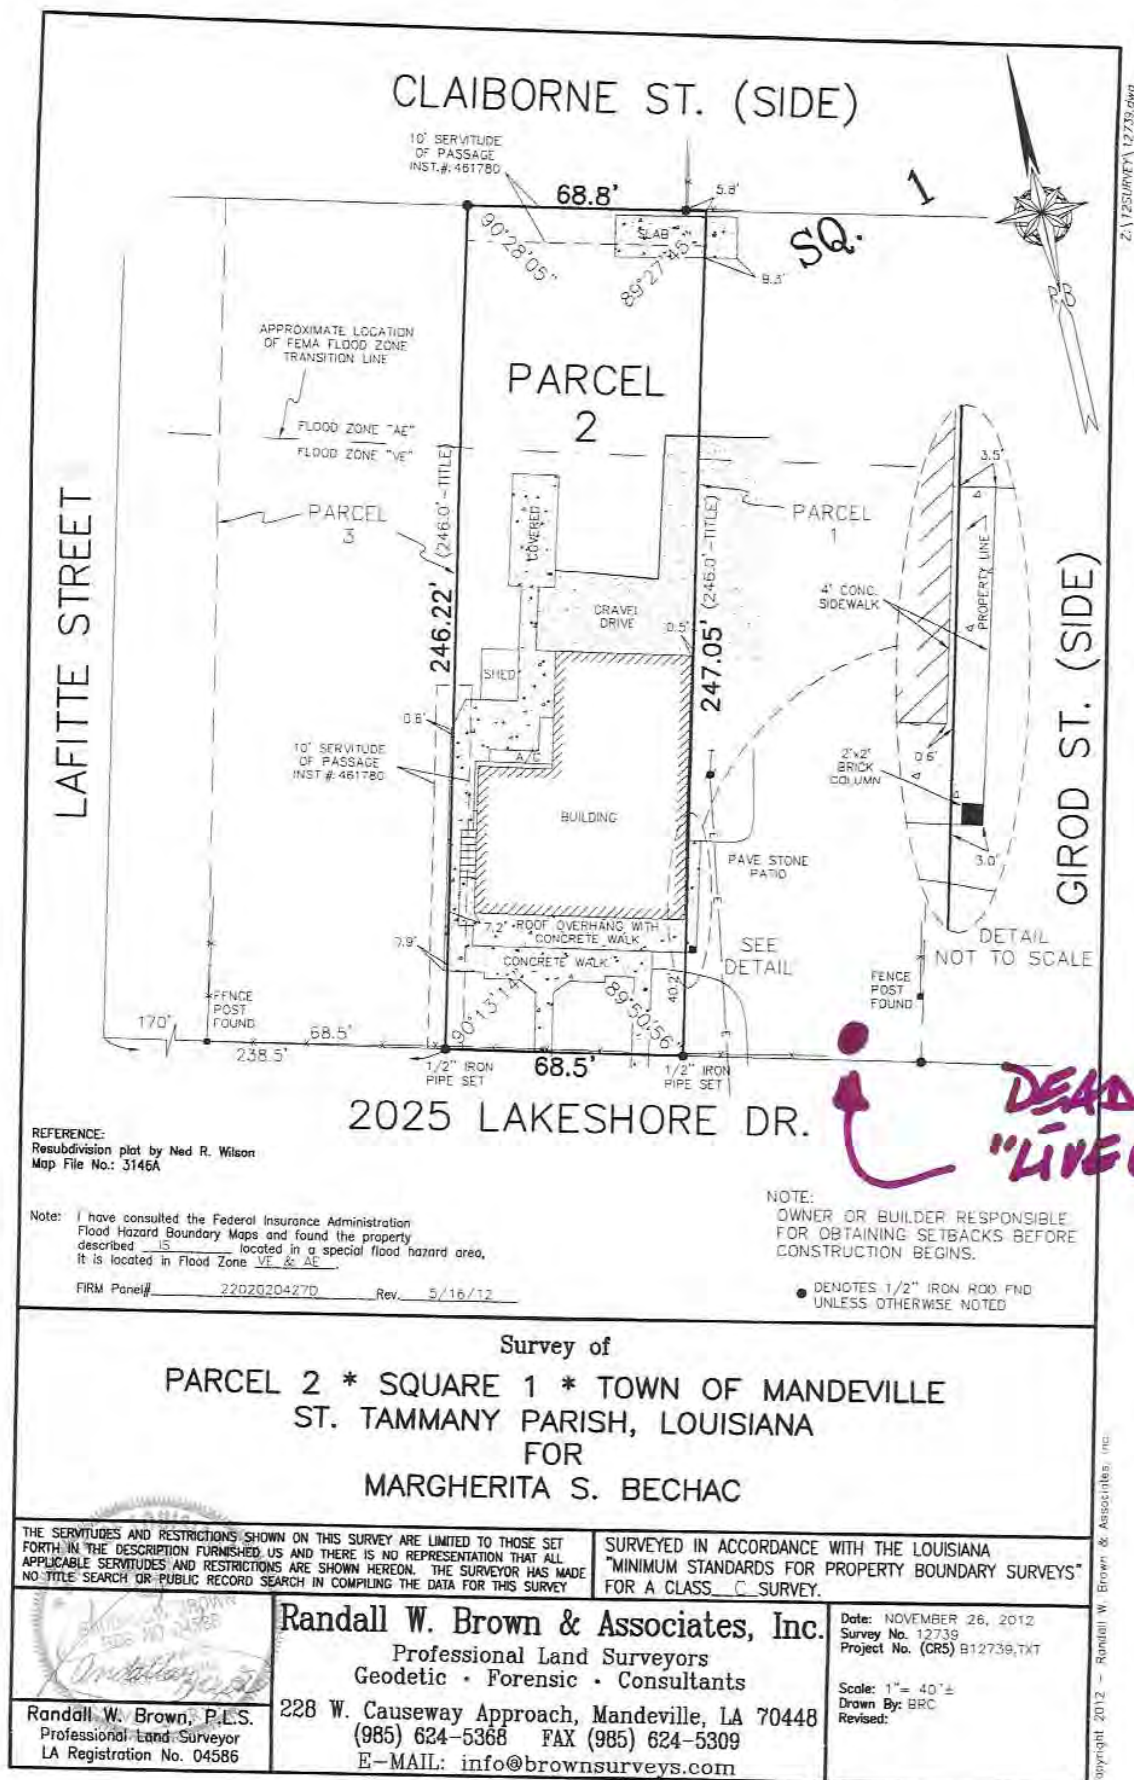 CLAIBORNE ST. (SIDE)
10' SERVITUDE
OF PASSAGE
INST.#: 461780
68.8'
5.8'
SQ. 1
SLAB
90°28'05"
89°27'45"
8.3'
RB
Z:\12SURVEY\12739.dwg
APPROXIMATE LOCATION
OF FEMA FLOOD ZONE
TRANSITION LINE
PARCEL
2
FLOOD ZONE "AE"
FLOOD ZONE "VE"
PARCEL
3
246.22' (246.0'-TITLE)
COVERED
PARCEL
1
247.05' (246.0'-TITLE)
LAFITTE STREET
GIROD ST. (SIDE)
3.5'
PROPERTY LINE
4' CONC.
SIDEWALK
GRAVEL
DRIVE
0.5'
SHED
0.6'
10' SERVITUDE
OF PASSAGE
INST.#: 461780
A/C
2'x2'
BRICK
COLUMN
0.6'
BUILDING
3.0'
PAVE STONE
PATIO
7.2'
ROOF OVERHANG WITH
CONCRETE WALK
7.9'
CONCRETE WALK
SEE
DETAIL
DETAIL
NOT TO SCALE
FENCE
POST
FOUND
40.2'
90°13'14"
89°50'56"
FENCE
POST
FOUND
170'
68.5'
238.5'
1/2" IRON
PIPE SET
68.5'
1/2" IRON
PIPE SET
2025 LAKESHORE DR.
DEAD
REFERENCE:
Resubdivision plat by Ned R. Wilson
Map File No.: 3146A
Note: I have consulted the Federal Insurance Administration
Flood Hazard Boundary Maps and found the property
described IS located in a special flood hazard area,
It is located in Flood Zone VE & AE.
FIRM Panel# 2202020427D Rev. 5/16/12
NOTE:
OWNER OR BUILDER RESPONSIBLE
FOR OBTAINING SETBACKS BEFORE
CONSTRUCTION BEGINS.
DENOTES 1/2" IRON ROD FND
UNLESS OTHERWISE NOTED
Survey of
PARCEL 2 * SQUARE 1 * TOWN OF MANDEVILLE
ST. TAMMANY PARISH, LOUISIANA
FOR
MARGHERITA S. BECHAC
THE SERVITUDES AND RESTRICTIONS SHOWN ON THIS SURVEY ARE LIMITED TO THOSE SET
FORTH IN THE DESCRIPTION FURNISHED US AND THERE IS NO REPRESENTATION THAT ALL
APPLICABLE SERVITUDES AND RESTRICTIONS ARE SHOWN HEREON. THE SURVEYOR HAS MADE
NO TITLE SEARCH OR PUBLIC RECORD SEARCH IN COMPILING THE DATA FOR THIS SURVEY
SURVEYED IN ACCORDANCE WITH THE LOUISIANA
"MINIMUM STANDARDS FOR PROPERTY BOUNDARY SURVEYS"
FOR A CLASS C SURVEY.
Randall W. Brown, P.L.S.
Professional Land Surveyor
LA Registration No. 04586
Randall W. Brown & Associates, Inc.
Professional Land Surveyors
Geodetic · Forensic · Consultants
228 W. Causeway Approach, Mandeville, LA 70448
(985) 624-5368 FAX (985) 624-5309
E-MAIL: info@brownsurveys.com
Date: NOVEMBER 26, 2012
Survey No. 12739
Project No. (CR5) B12739.TXT
Scale: 1"= 40'±
Drawn By: BRC
Revised:
Copyright 2012 - Randall W. Brown & Associates, Inc.